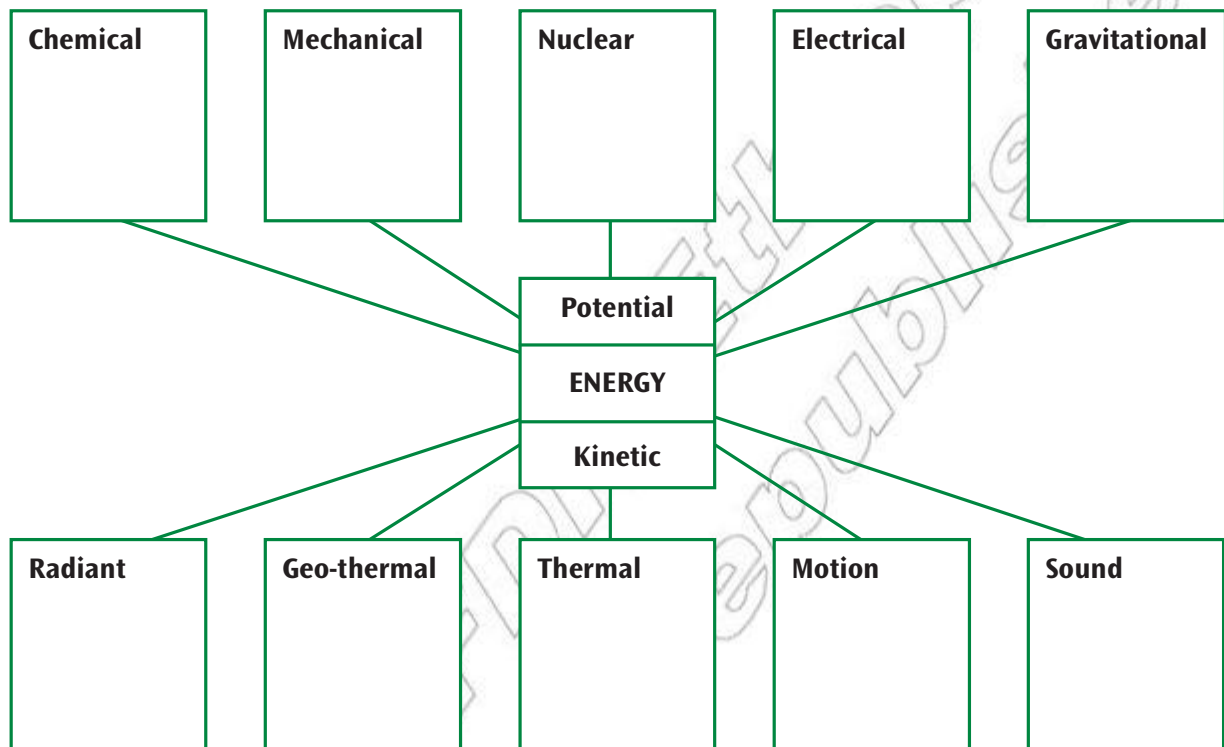 Chemical
Mechanical
Nuclear
Electrical
Gravitational
Potential
ENERGY
Kinetic
Radiant
Geo-thermal
Thermal
Motion
Sound